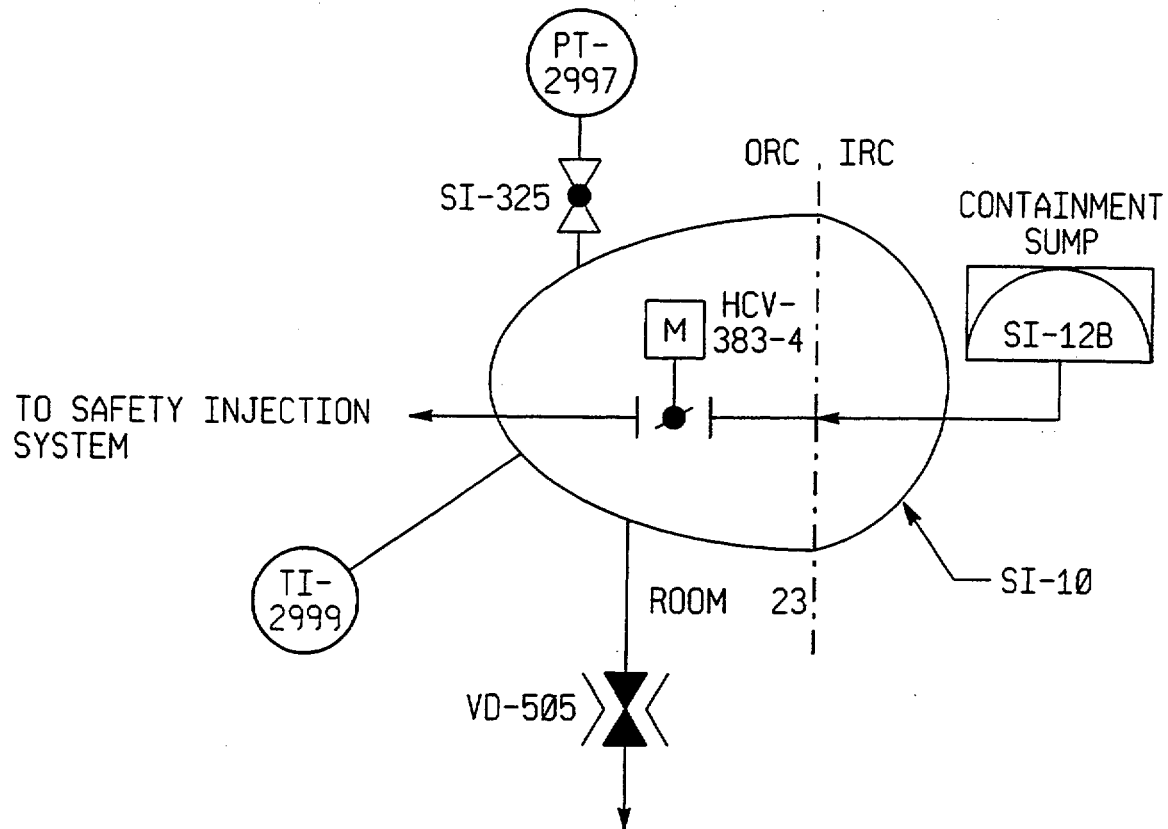 PT-
2997
SI-325
ORC IRC
CONTAINMENT
SUMP
HCV-
383-4
M
SI-12B
TO SAFETY INJECTION
SYSTEM
TI-
2999
SI-10
ROOM 23
VD-505